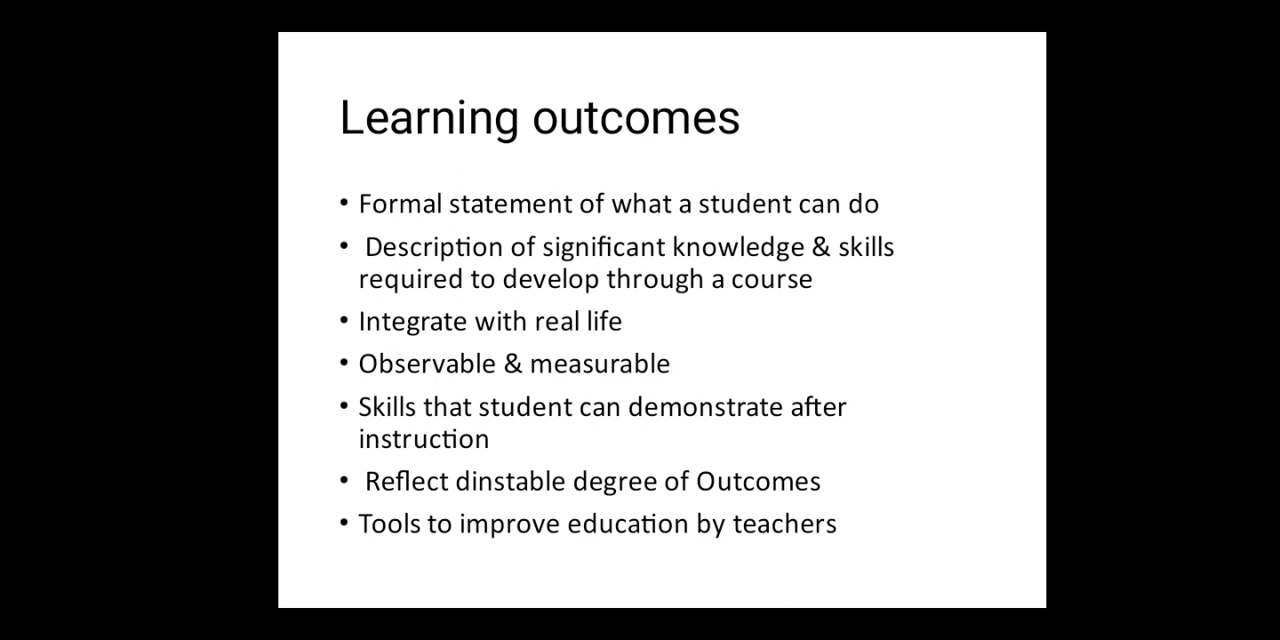 Learning outcomes
• Formal statement of what a student can do
• Description of significant knowledge & skills
required to develop through a course
• Integrate with real life
• Observable & measurable
• Skills that student can demonstrate after
instruction
• Reflect dinstable degree of Outcomes
• Tools to improve education by teachers